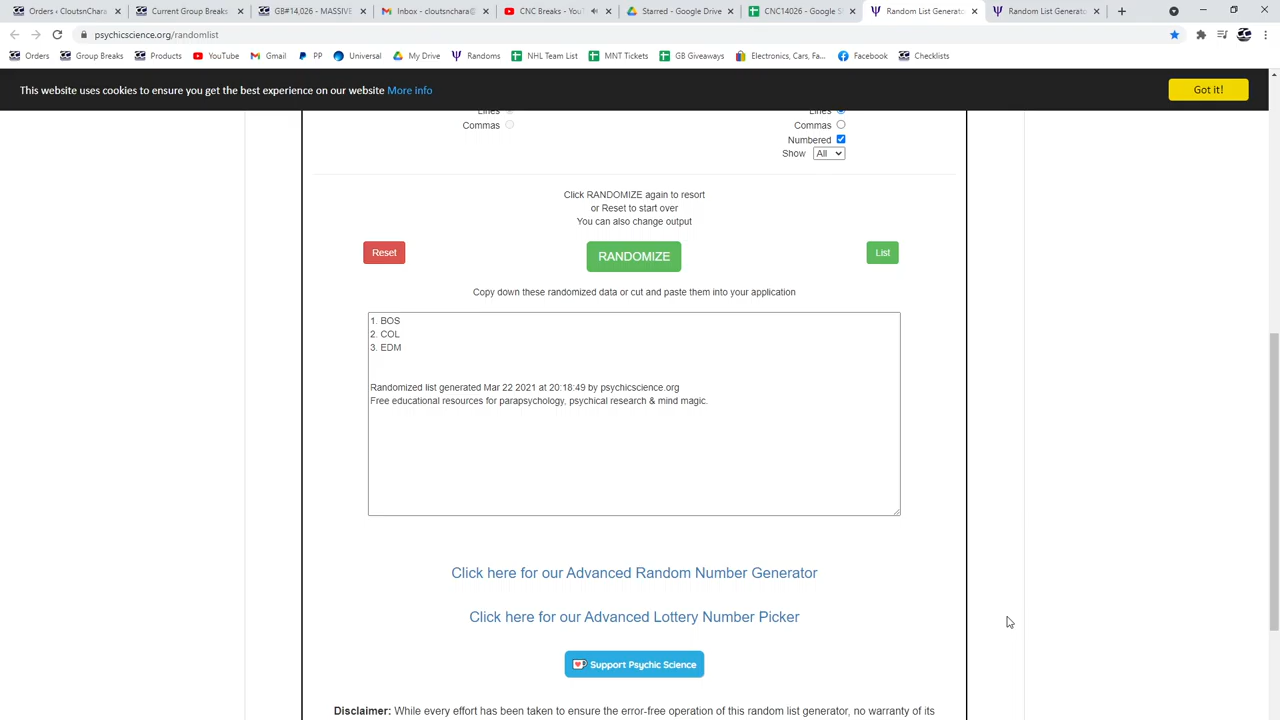 Orders ‹ CloutsnChara
Current Group Breaks
GB#14,026 - MASSIVE
Inbox - cloutsnchara@
CNC Breaks - YouT
Starred - Google Drive
CNC14026 - Google S
Random List Generator
Random List Generato
psychicscience.org/randomlist
Orders
Group Breaks
Products
YouTube
Gmail
PP
Universal
My Drive
Randoms
NHL Team List
MNT Tickets
GB Giveaways
Electronics, Cars, Fa...
Facebook
Checklists
This website uses cookies to ensure you get the best experience on our website More info
Got it!
Lines Lines
Commas Commas
Numbered
Show All
Click RANDOMIZE again to resort
or Reset to start over
You can also change output
Reset RANDOMIZE List
Copy down these randomized data or cut and paste them into your application
1. BOS
2. COL
3. EDM
Randomized list generated Mar 22 2021 at 20:18:49 by psychicscience.org
Free educational resources for parapsychology, psychical research & mind magic.
Click here for our Advanced Random Number Generator
Click here for our Advanced Lottery Number Picker
Support Psychic Science
Disclaimer: While every effort has been taken to ensure the error-free operation of this random list generator, no warranty of its